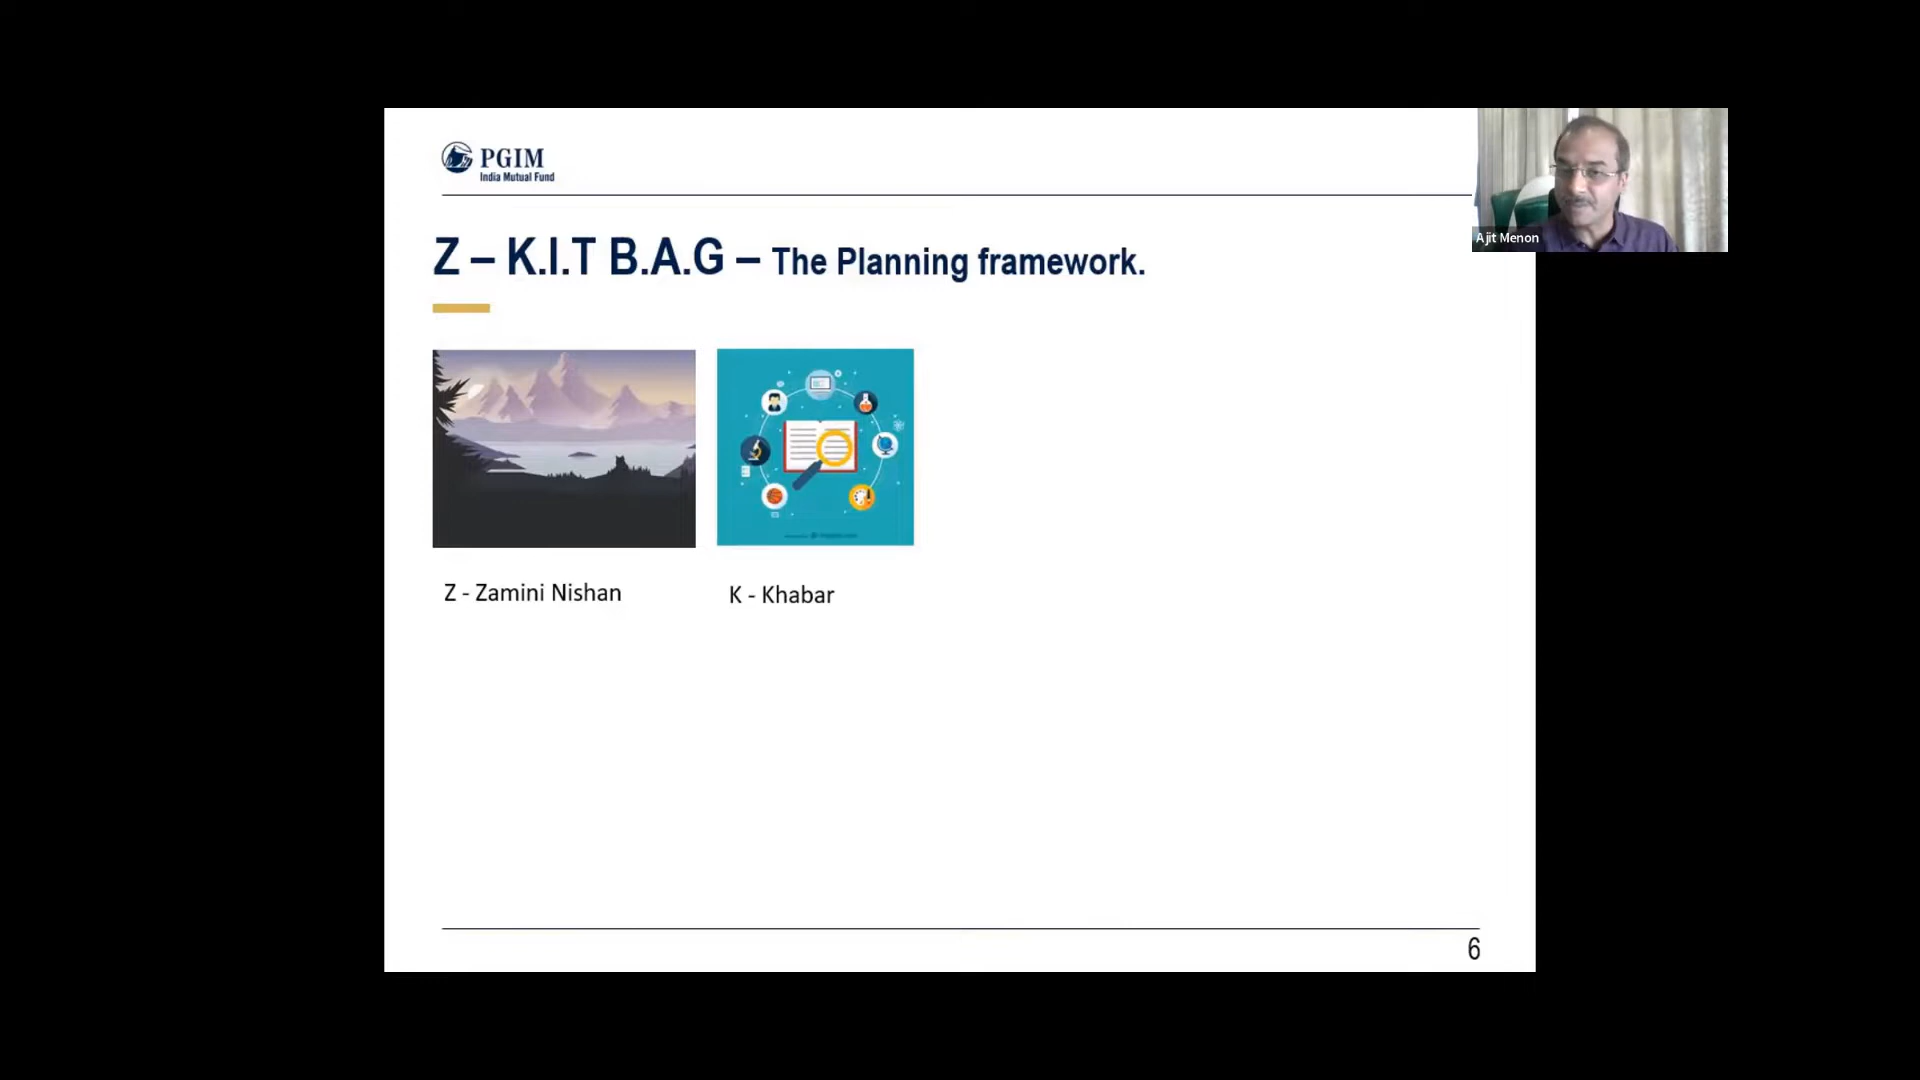 PGIM
India Mutual Fund
Ajit Menon
Z – K.I.T B.A.G – The Planning framework.
Z - Zamini Nishan
K - Khabar
6